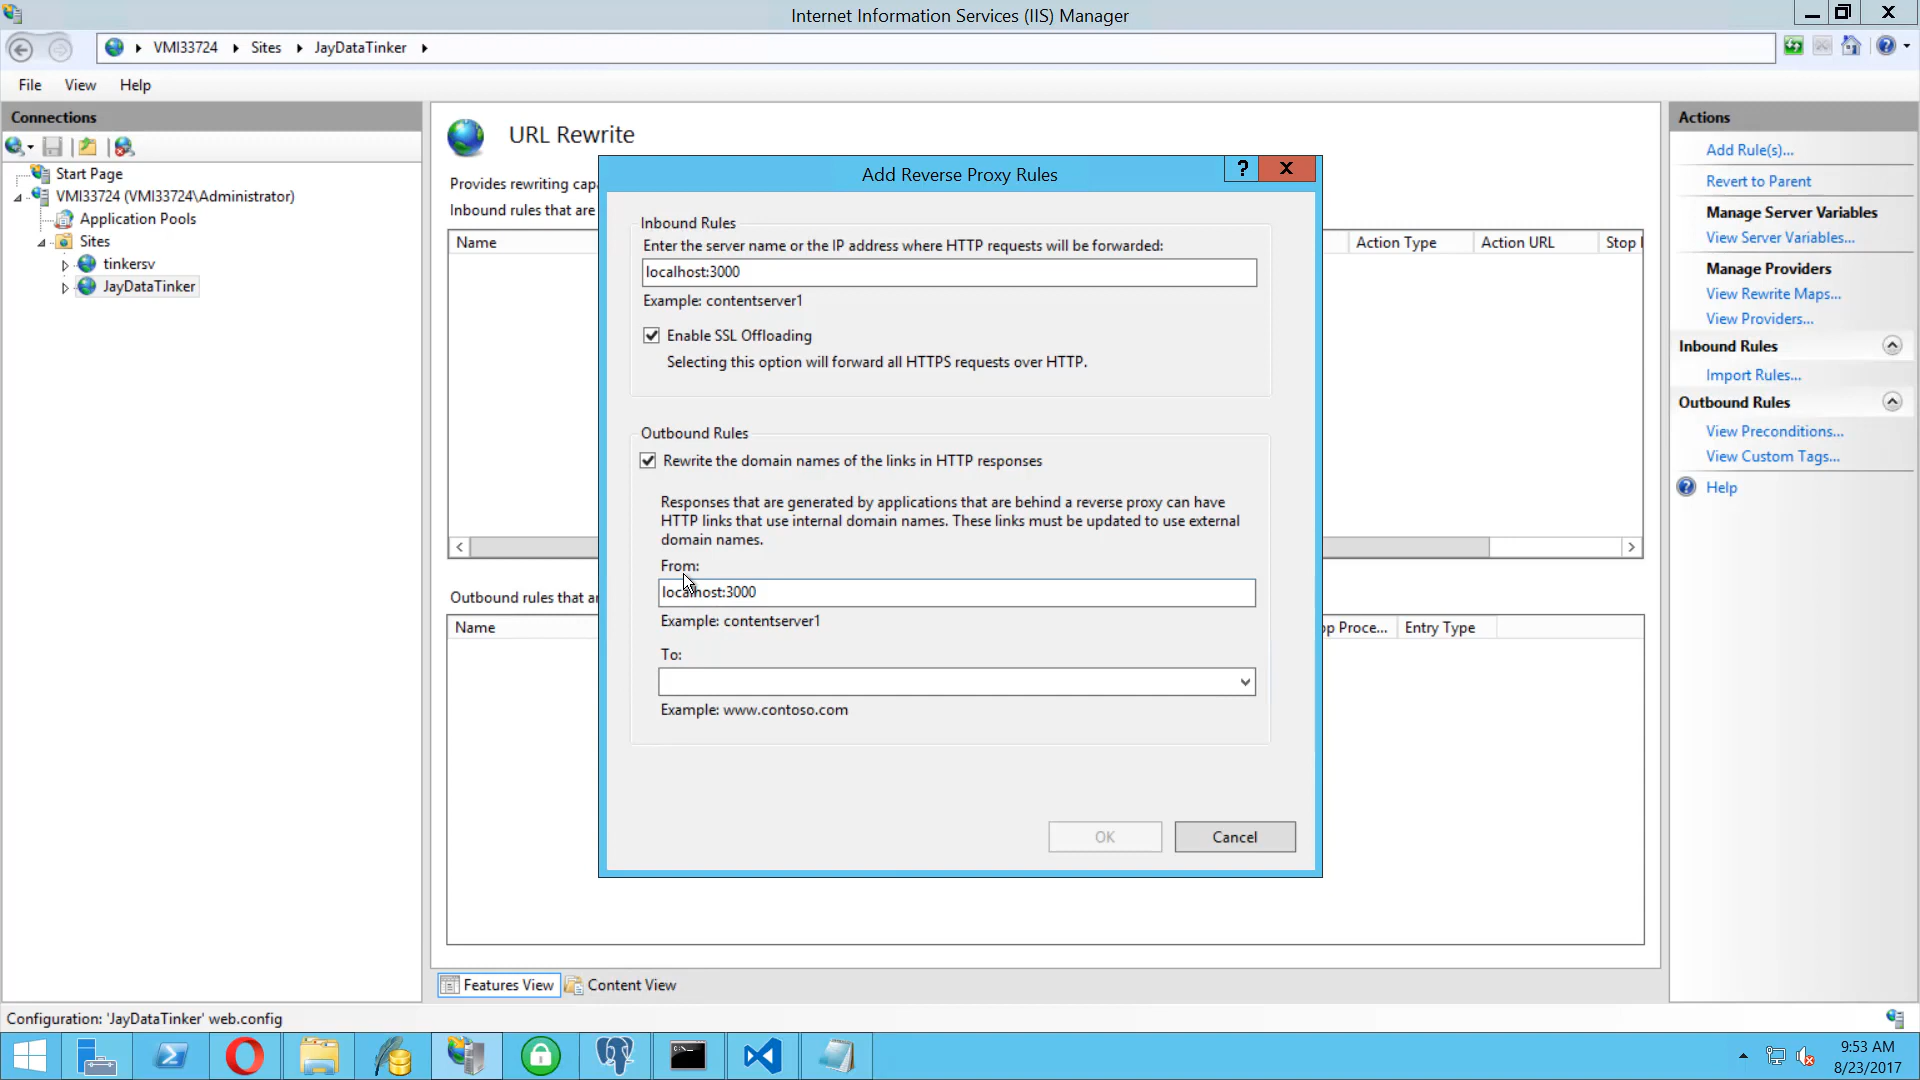 Internet Information Services (IIS) Manager
VMI33724
Sites
JayDataTinker
File
View
Help
Connections
Start Page
VMI33724 (VMI33724\Administrator)
Application Pools
Sites
tinkersv
JayDataTinker
URL Rewrite
Provides rewriting cap
Inbound rules that are
Name
Action Type
Action URL
Stop
Outbound rules that
Name
Proce...
Entry Type
Features View
Content View
Add Reverse Proxy Rules
?
X
Inbound Rules
Enter the server name or the IP address where HTTP requests will be forwarded:
localhost:3000
Example: contentserver1
Enable SSL Offloading
Selecting this option will forward all HTTPS requests over HTTP.
Outbound Rules
Rewrite the domain names of the links in HTTP responses
Responses that are generated by applications that are behind a reverse proxy can have
HTTP links that use internal domain names. These links must be updated to use external
domain names.
From:
localhost:3000
Example: contentserver1
To:
Example: www.contoso.com
OK
Cancel
Actions
Add Rule(s)...
Revert to Parent
Manage Server Variables
View Server Variables...
Manage Providers
View Rewrite Maps...
View Providers...
Inbound Rules
Import Rules...
Outbound Rules
View Preconditions...
View Custom Tags...
Help
Configuration: 'JayDataTinker' web.config
9:53 AM
8/23/2017